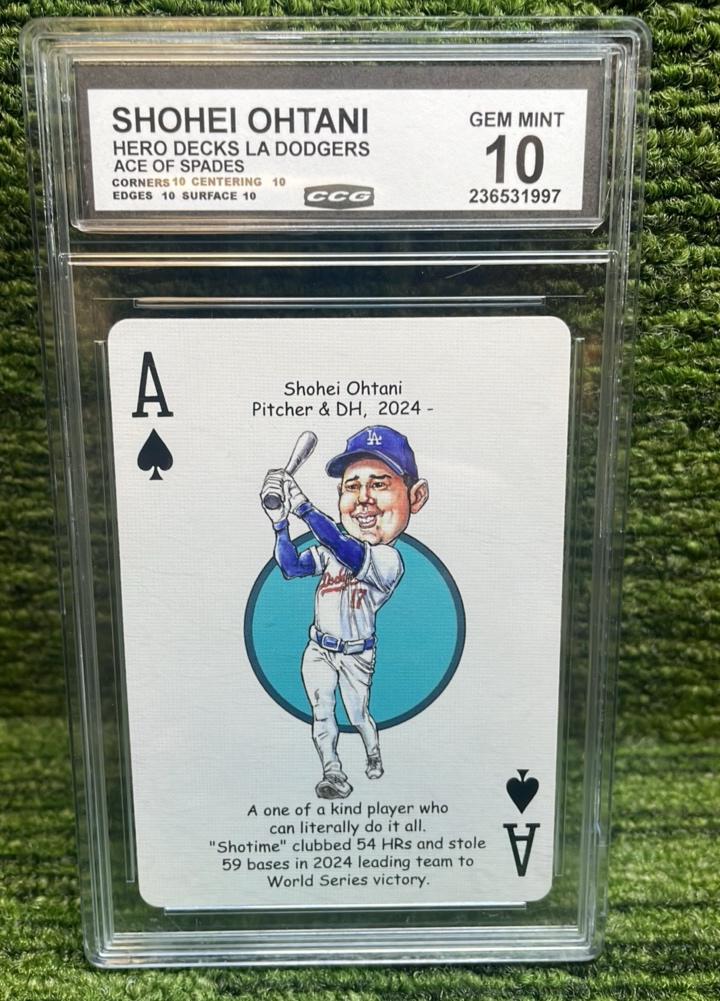 SHOHEI OHTANI
HERO DECKS LA DODGERS
ACE OF SPADES
CORNERS 10 CENTERING 10
EDGES 10 SURFACE 10
CCG
GEM MINT
10
236531997
A
Shohei Ohtani
Pitcher & DH, 2024 -
LA
Dodgers
17
A one of a kind player who
can literally do it all.
"Shotime" clubbed 54 HRs and stole
59 bases in 2024 leading team to
World Series victory.
A